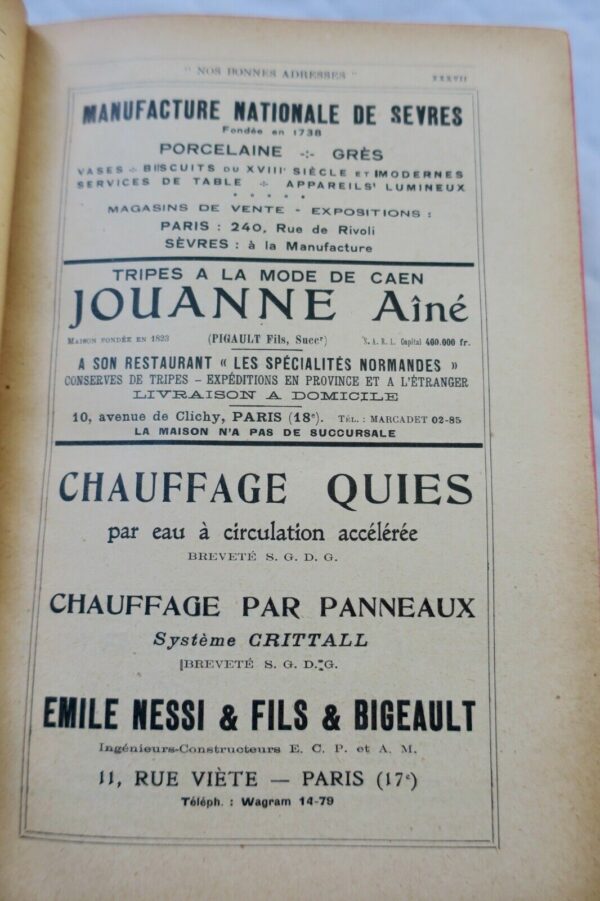 " NOS BONNES ADRESSES "
XXXVII
MANUFACTURE NATIONALE DE SEVRES
Fondée en 1738
PORCELAINE ÷ GRÈS
VASES - BISCUITS DU XVIIIᵉ SIÈCLE ET MODERNES
SERVICES DE TABLE ÷ APPAREILS LUMINEUX
* * * * *
MAGASINS DE VENTE - EXPOSITIONS :
PARIS : 240, Rue de Rivoli
SÈVRES : à la Manufacture
TRIPES A LA MODE DE CAEN
JOUANNE Aîné
MAISON FONDÉE EN 1823 (PIGAULT Fils, Succʳ) S. A. R. L. Capital 400.000 fr.
A SON RESTAURANT « LES SPÉCIALITÉS NORMANDES »
CONSERVES DE TRIPES – EXPÉDITIONS EN PROVINCE ET A L'ÉTRANGER
LIVRAISON A DOMICILE
10, avenue de Clichy, PARIS (18ᵉ). TÉL. : MARCADET 02-85
LA MAISON N'A PAS DE SUCCURSALE
CHAUFFAGE QUIES
par eau à circulation accélérée
BREVETÉ S. G. D. G.
CHAUFFAGE PAR PANNEAUX
Système CRITTALL
BREVETÉ S. G. D. G.
EMILE NESSI & FILS & BIGEAULT
Ingénieurs-Constructeurs E. C. P. et A. M.
11, RUE VIÈTE — PARIS (17ᵉ)
Téléph. : Wagram 14-79